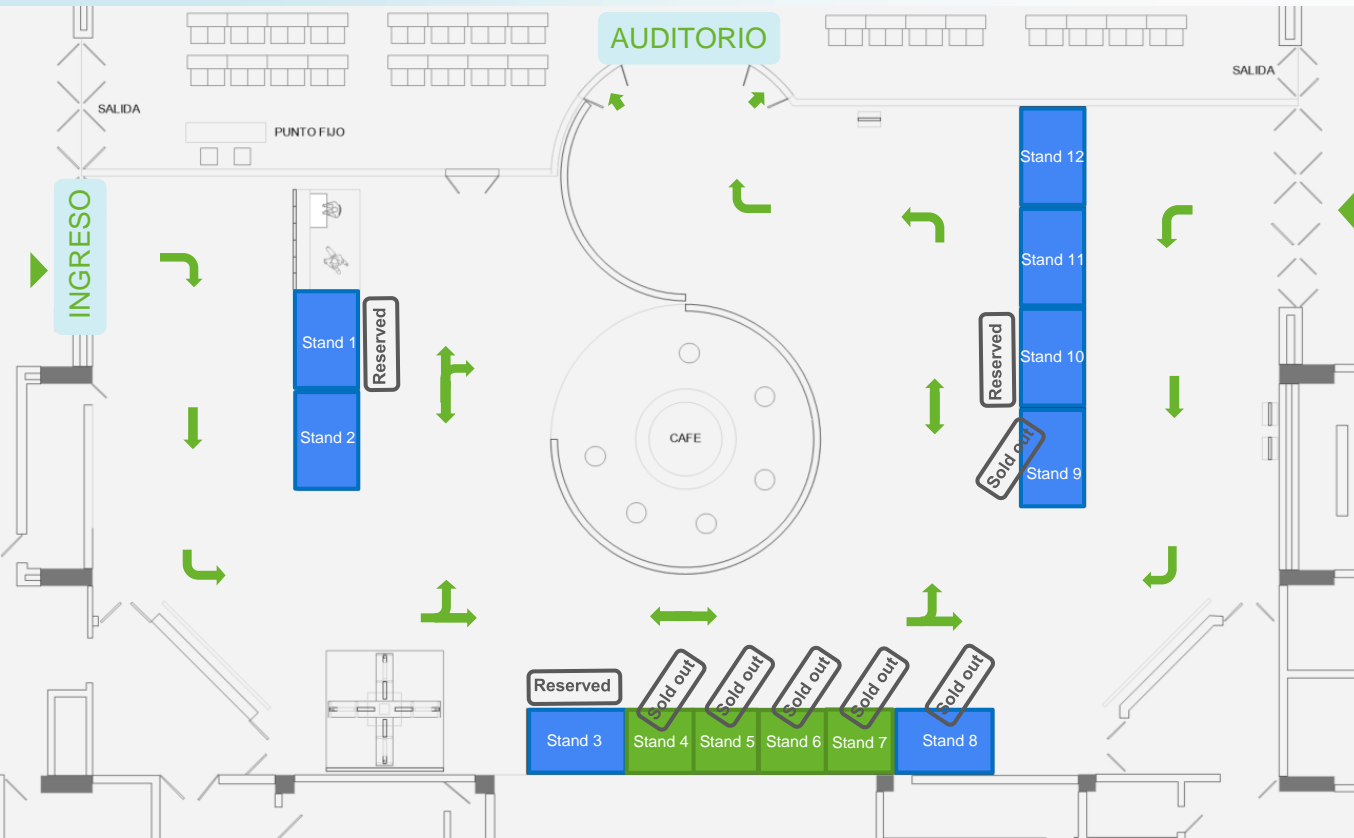 AUDITORIO
SALIDA
SALIDA
PUNTO FIJO
INGRESO
Stand 12
Stand 11
Stand 1
Reserved
Stand 10
Reserved
Stand 2
CAFE
Sold out
Stand 9
Reserved
Sold out
Sold out
Sold out
Sold out
Sold out
Stand 3
Stand 4
Stand 5
Stand 6
Stand 7
Stand 8